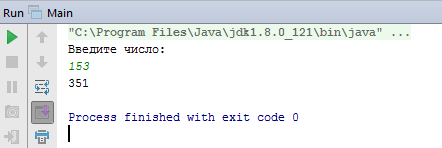 Run Main
"C:\Program Files\Java\jdk1.8.0_121\bin\java" ...
Введите число:
153
351
Process finished with exit code 0